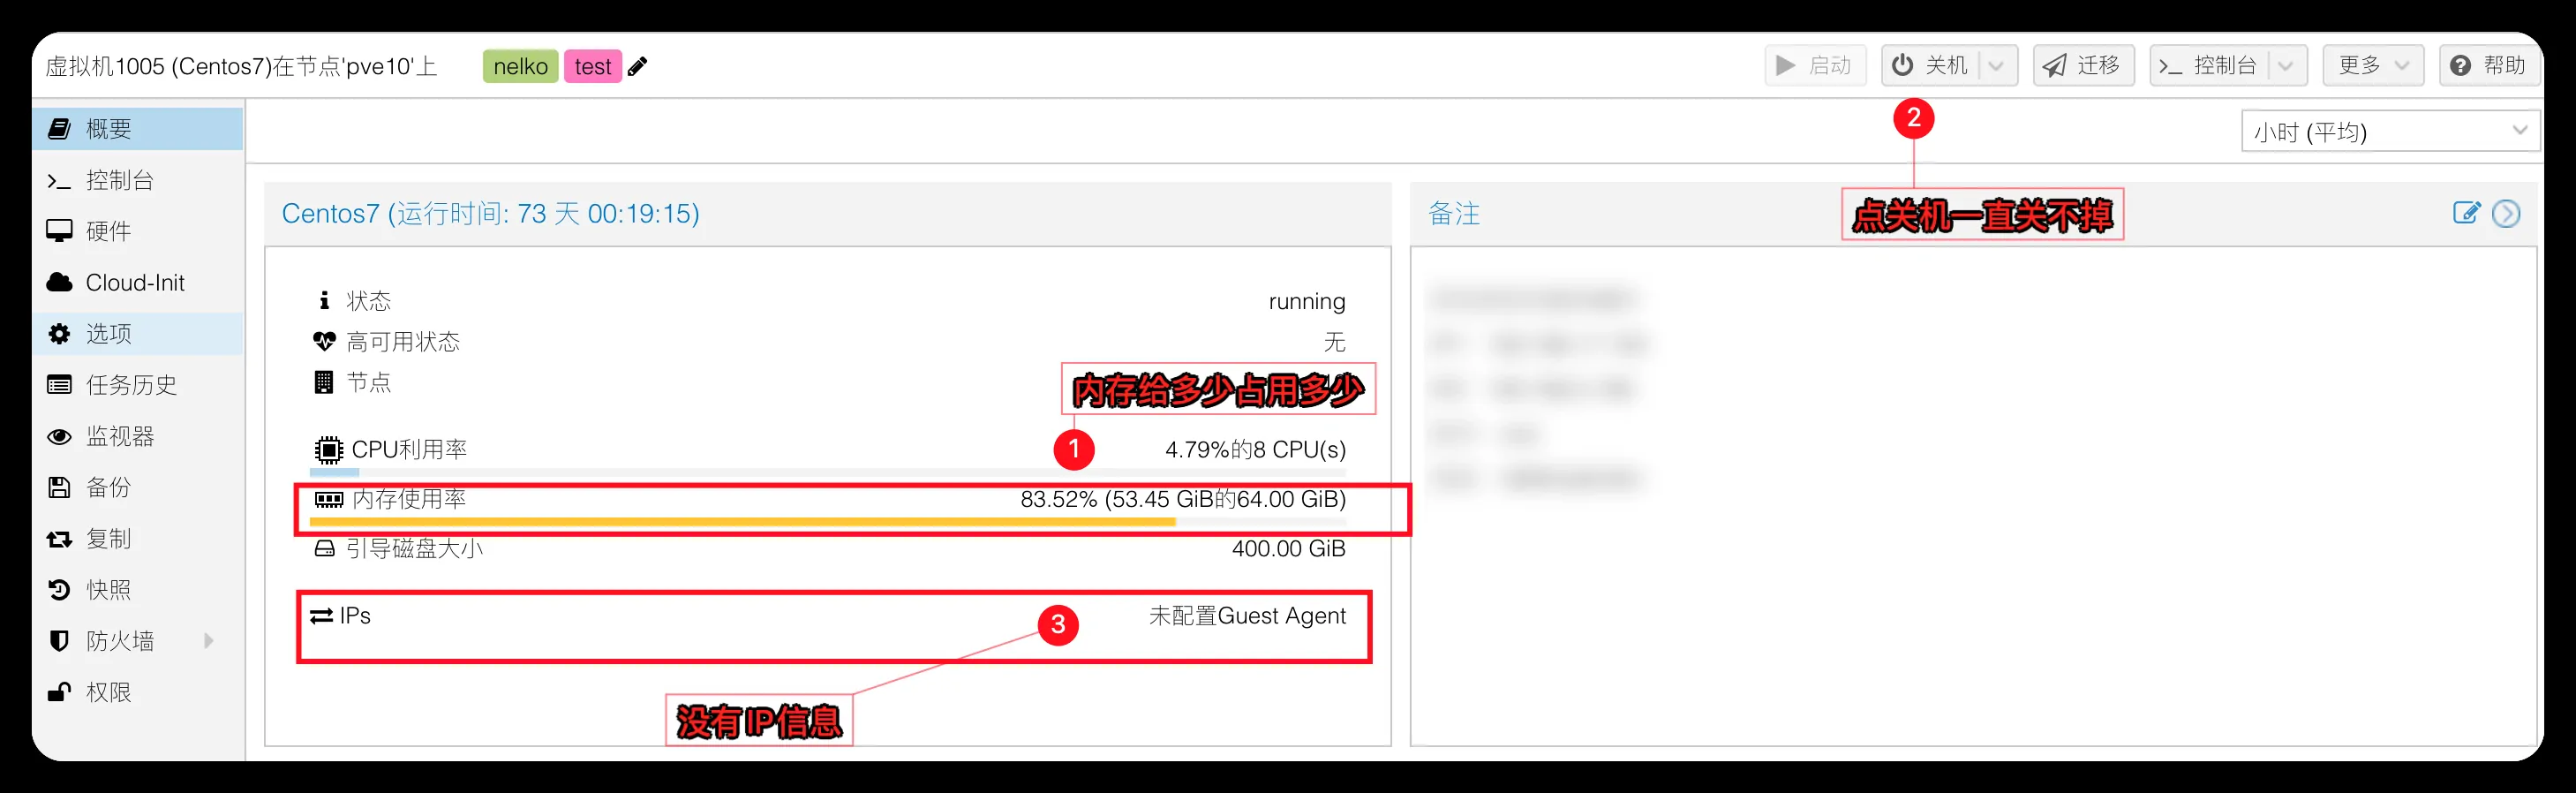 虚拟机1005 (Centos7)在节点'pve10'上
nelko
test
启动
关机
迁移
控制台
更多
帮助
2
小时 (平均)
概要
控制台
硬件
Cloud-Init
选项
任务历史
监视器
备份
复制
快照
防火墙
权限
Centos7 (运行时间: 73 天 00:19:15)
状态 running
高可用状态 无
节点
内存给多少占用多少
1
CPU利用率 4.79%的8 CPU(s)
内存使用率 83.52% (53.45 GiB的64.00 GiB)
引导磁盘大小 400.00 GiB
IPs 未配置Guest Agent
3
没有IP信息
备注
点关机一直关不掉